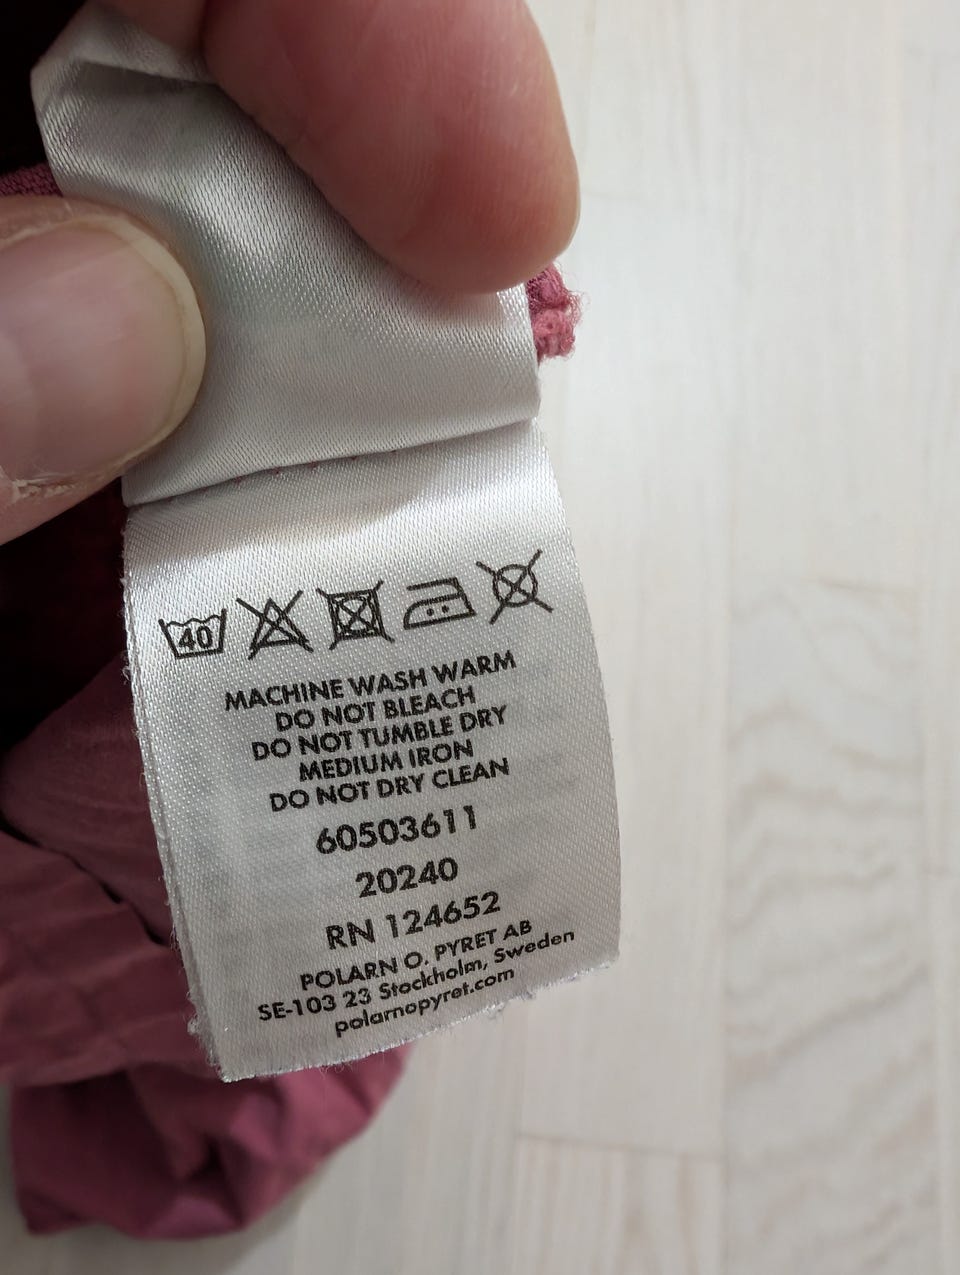 40
MACHINE WASH WARM
DO NOT BLEACH
DO NOT TUMBLE DRY
MEDIUM IRON
DO NOT DRY CLEAN
60503611
20240
RN 124652
POLARN O. PYRET AB
SE-103 23 Stockholm, Sweden
polarnopyret.com